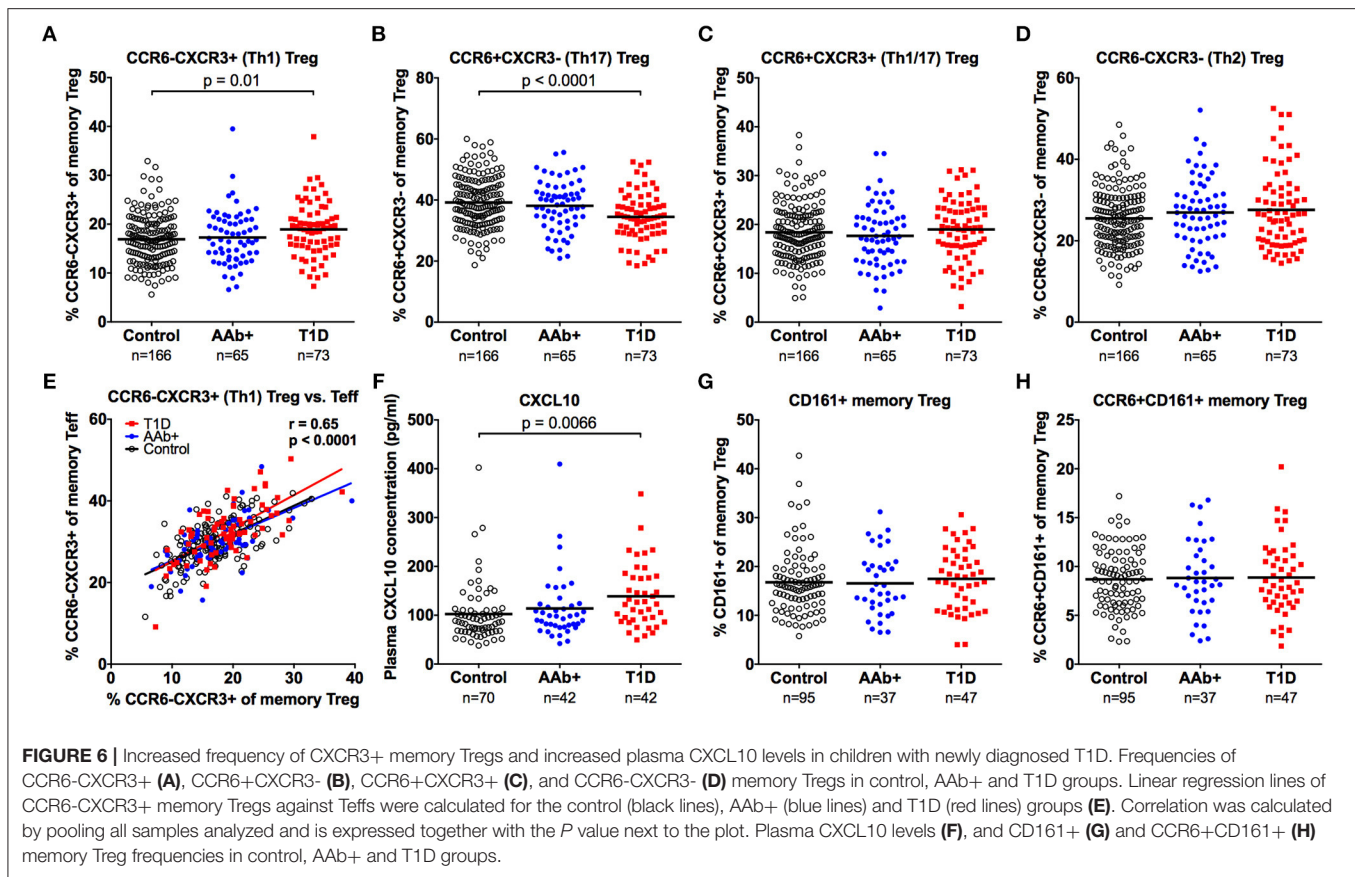 A
CCR6-CXCR3+ (Th1) Treg
% CCR6-CXCR3+ of memory Treg
50
40
30
20
10
0
p = 0.01
Control
AAb+
T1D
n=166
n=65
n=73
B
CCR6+CXCR3- (Th17) Treg
% CCR6+CXCR3- of memory Treg
80
60
40
20
0
p < 0.0001
Control
AAb+
T1D
n=166
n=65
n=73
C
CCR6+CXCR3+ (Th1/17) Treg
% CCR6+CXCR3+ of memory Treg
50
40
30
20
10
0
Control
AAb+
T1D
n=166
n=65
n=73
D
CCR6-CXCR3- (Th2) Treg
% CCR6-CXCR3- of memory Treg
60
40
20
0
Control
AAb+
T1D
n=166
n=65
n=73
E
CCR6-CXCR3+ (Th1) Treg vs. Teff
% CCR6-CXCR3+ of memory Teff
60
40
20
0
T1D
AAb+
Control
r = 0.65
p < 0.0001
0
10
20
30
40
% CCR6-CXCR3+ of memory Treg
F
CXCL10
Plasma CXCL10 concentration (pg/ml)
500
400
300
200
100
0
p = 0.0066
Control
AAb+
T1D
n=70
n=42
n=42
G
CD161+ memory Treg
% CD161+ of memory Treg
50
40
30
20
10
0
Control
AAb+
T1D
n=95
n=37
n=47
H
CCR6+CD161+ memory Treg
% CCR6+CD161+ of memory Treg
25
20
15
10
5
0
Control
AAb+
T1D
n=95
n=37
n=47
FIGURE 6 | Increased frequency of CXCR3+ memory Tregs and increased plasma CXCL10 levels in children with newly diagnosed T1D. Frequencies of
CCR6-CXCR3+ (A), CCR6+CXCR3- (B), CCR6+CXCR3+ (C), and CCR6-CXCR3- (D) memory Tregs in control, AAb+ and T1D groups. Linear regression lines of
CCR6-CXCR3+ memory Tregs against Teffs were calculated for the control (black lines), AAb+ (blue lines) and T1D (red lines) groups (E). Correlation was calculated
by pooling all samples analyzed and is expressed together with the P value next to the plot. Plasma CXCL10 levels (F), and CD161+ (G) and CCR6+CD161+ (H)
memory Treg frequencies in control, AAb+ and T1D groups.